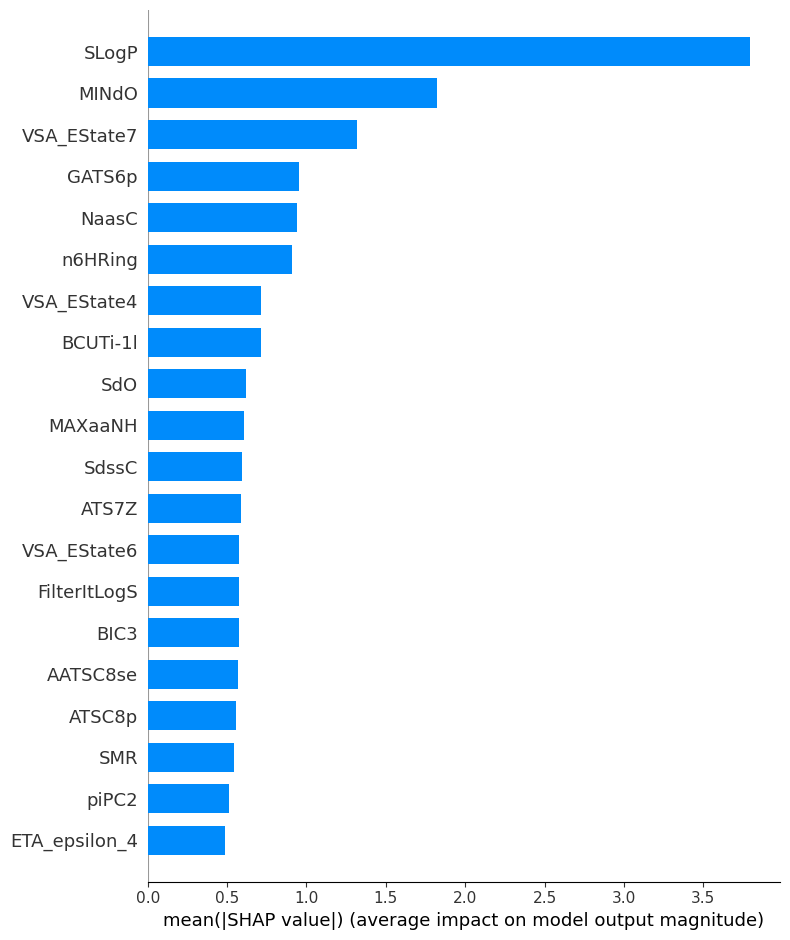 SLogP
MINdO
VSA_EState7
GATS6p
NaasC
n6HRing
VSA_EState4
BCUTi-1l
SdO
MAXaaNH
SdssC
ATS7Z
VSA_EState6
FilterItLogS
BIC3
AATSC8se
ATSC8p
SMR
piPC2
ETA_epsilon_4
0.0 0.5 1.0 1.5 2.0 2.5 3.0 3.5
mean(|SHAP value|) (average impact on model output magnitude)